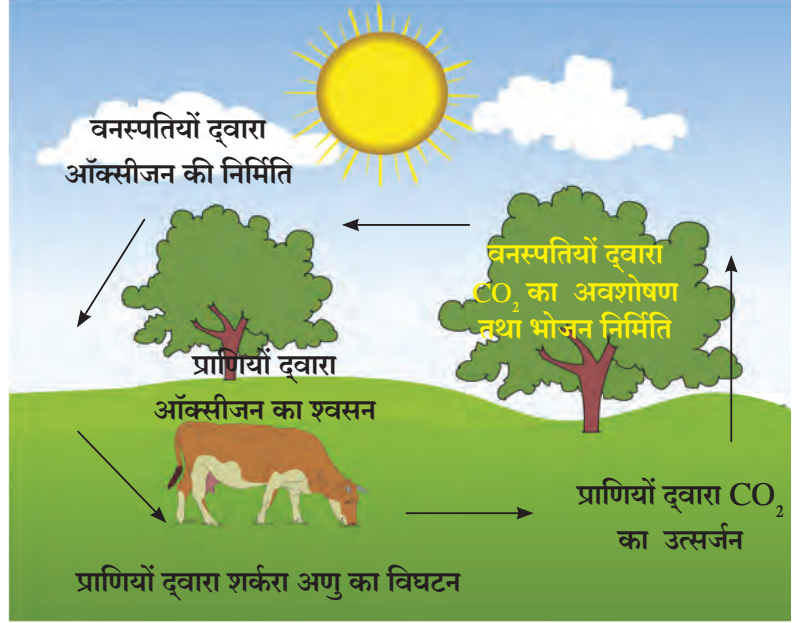 वनस्पतियों द्‌वारा
ऑक्सीजन की निर्मिति
वनस्पतियों द्‌वारा
CO₂ का अवशोषण
तथा भोजन निर्मिति
प्राणियों द्‌वारा
ऑक्सीजन का श्वसन
प्राणियों द्‌वारा CO₂
का उत्सर्जन
प्राणियों द्‌वारा शर्करा अणु का विघटन